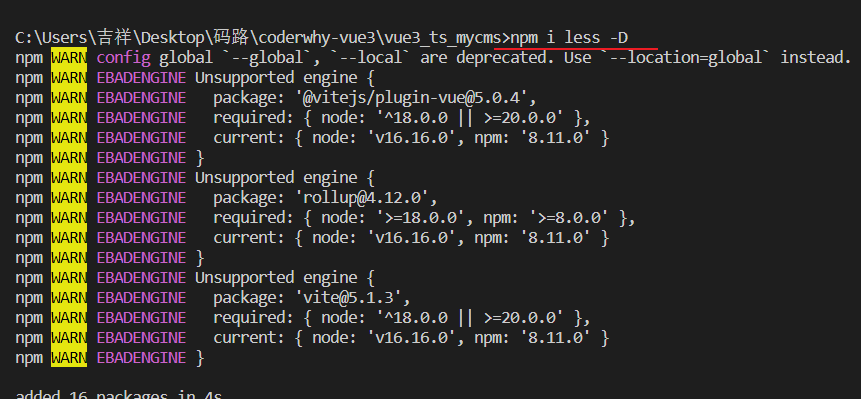 C:\Users\吉祥\Desktop\码路\coderwhy-vue3\vue3_ts_mycms>npm i less -D
npm WARN config global `--global`, `--local` are deprecated. Use `--location=global` instead.
npm WARN EBADENGINE Unsupported engine {
npm WARN EBADENGINE   package: '@vitejs/plugin-vue@5.0.4',
npm WARN EBADENGINE   required: { node: '^18.0.0 || >=20.0.0' },
npm WARN EBADENGINE   current: { node: 'v16.16.0', npm: '8.11.0' }
npm WARN EBADENGINE }
npm WARN EBADENGINE Unsupported engine {
npm WARN EBADENGINE   package: 'rollup@4.12.0',
npm WARN EBADENGINE   required: { node: '>=18.0.0', npm: '>=8.0.0' },
npm WARN EBADENGINE   current: { node: 'v16.16.0', npm: '8.11.0' }
npm WARN EBADENGINE }
npm WARN EBADENGINE Unsupported engine {
npm WARN EBADENGINE   package: 'vite@5.1.3',
npm WARN EBADENGINE   required: { node: '^18.0.0 || >=20.0.0' },
npm WARN EBADENGINE   current: { node: 'v16.16.0', npm: '8.11.0' }
npm WARN EBADENGINE }
added 16 packages in 4s